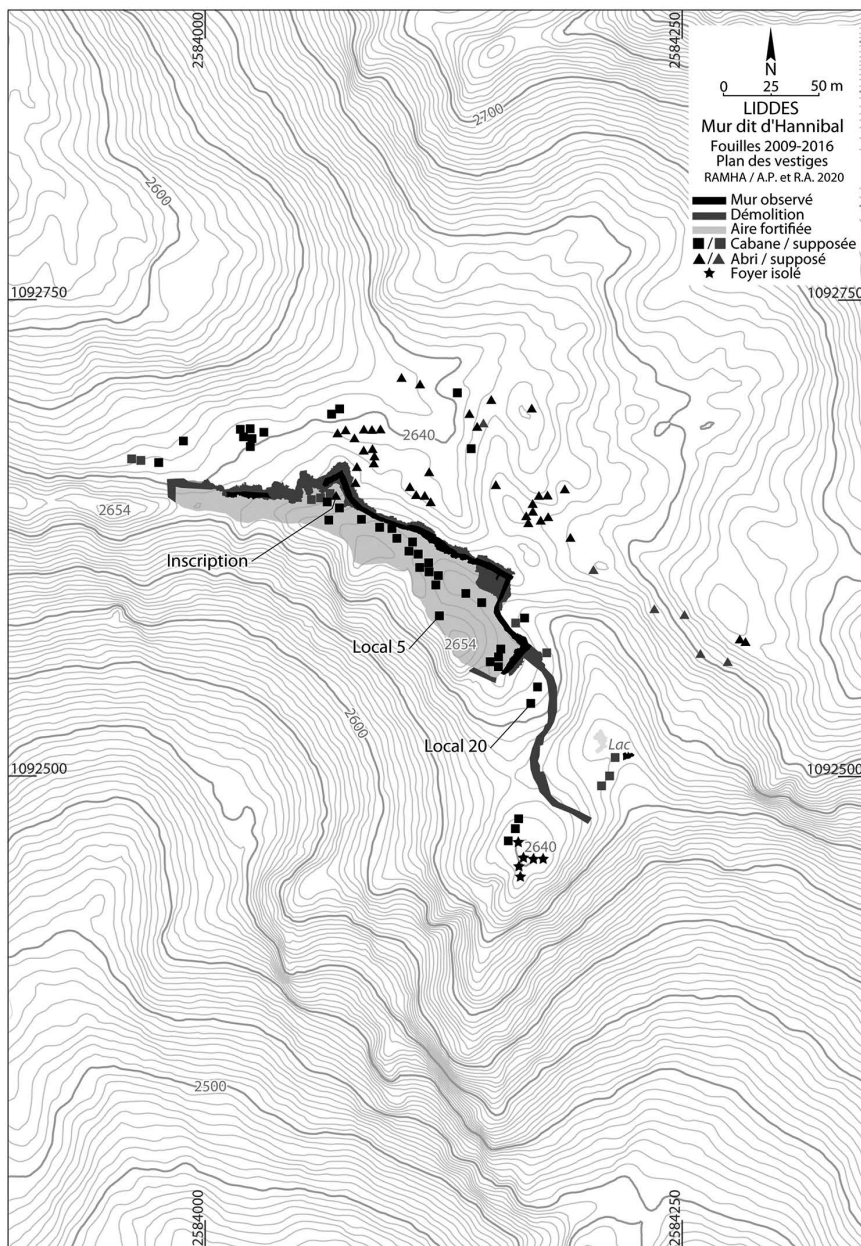 2584000
2584250
N
0 25 50 m
LIDDES
Mur dit d'Hannibal
Fouilles 2009-2016
Plan des vestiges
RAMHA / A.P. et R.A. 2020
Mur observé
Démolition
Aire fortifiée
Cabane / supposée
Abri / supposé
Foyer isolé
2700
2600
1092750
1092750
2640
2654
Inscription
Local 5
2654
2600
Local 20
Lac
1092500
1092500
2640
2500
2584000
2584250